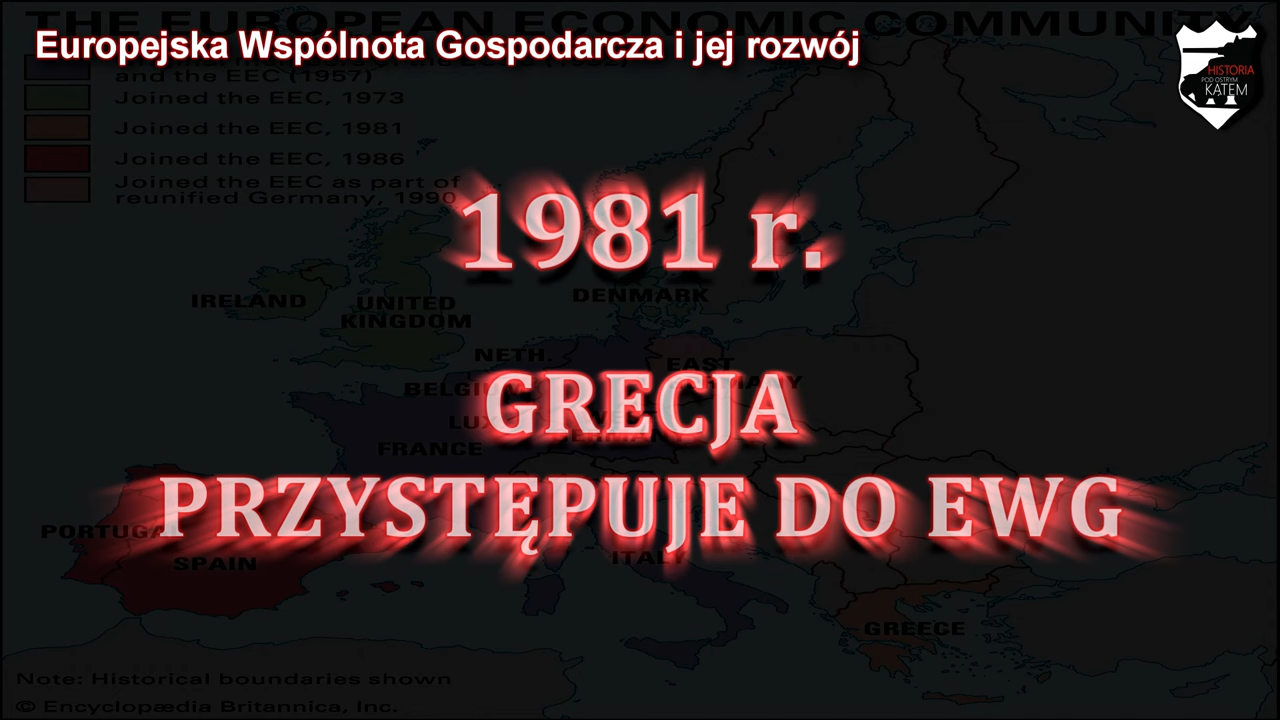 THE EUROPEAN ECONOMIC COMMUNITY
Europejska Wspólnota Gospodarcza i jej rozwój
HISTORIA
POD OSTRYM
KĄTEM
and the EEC (1957)
Joined the EEC, 1973
Joined the EEC, 1981
Joined the EEC, 1986
Joined the EEC as part of
reunified Germany, 1990
1981 r.
IRELAND
UNITED
KINGDOM
DENMARK
NETH.
EAST
BELGIUM
LUX.
FRANCE
GRECJA
PRZYSTĘPUJE DO EWG
PORTUGAL
SPAIN
ITALY
GREECE
Note: Historical boundaries shown
© Encyclopædia Britannica, Inc.